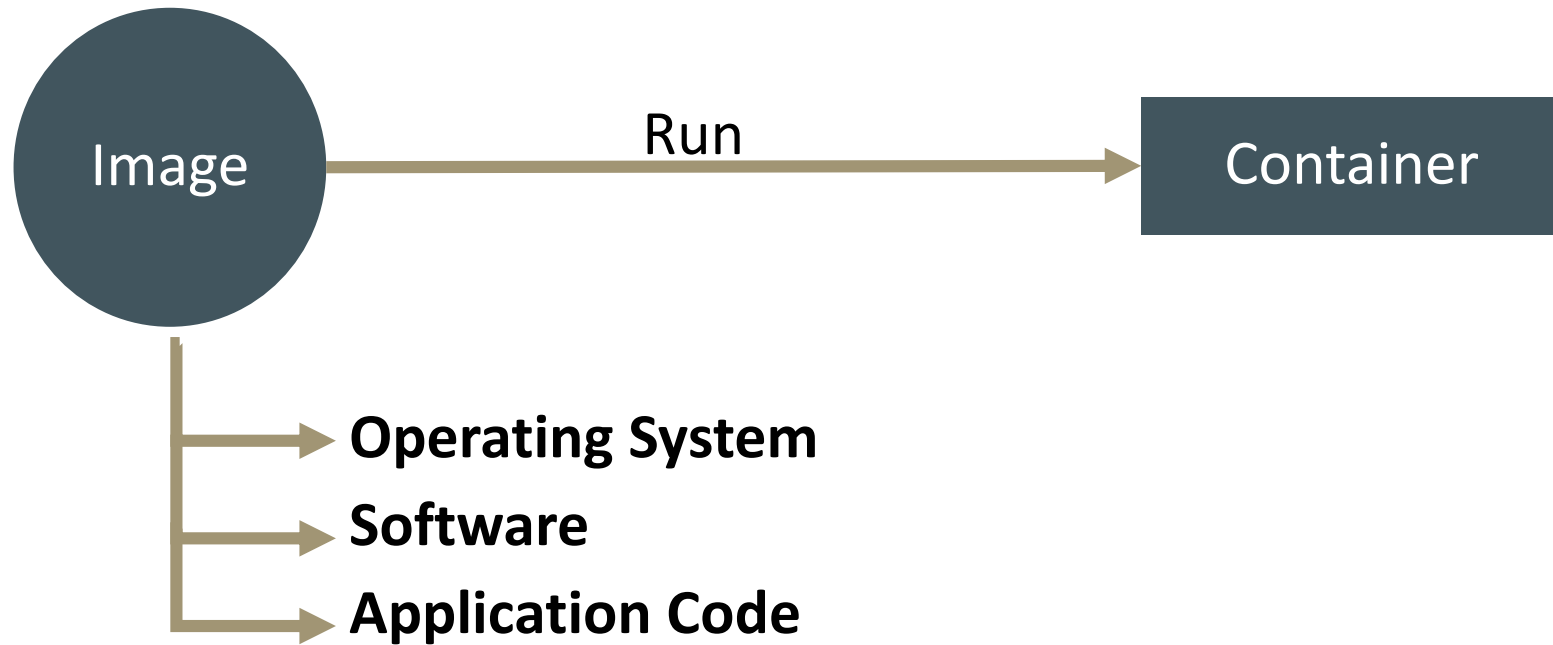 Image
Run
Container
Operating System
Software
Application Code